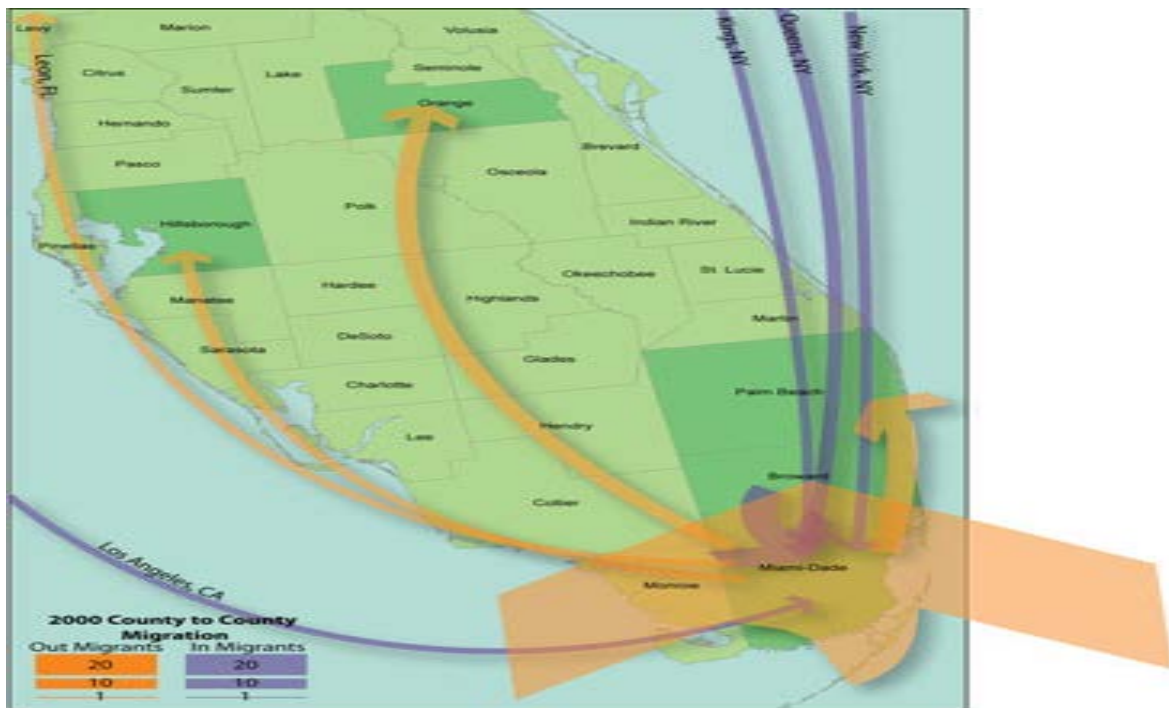 Levy
Marion
Volusia
Kings, NY
Queens, NY
New York, NY
Leon, Fl
Citrus
Lake
Seminole
Sumter
Orange
Hernando
Brevard
Pasco
Osceola
Polk
Hillsborough
Indian River
Pinellas
Okeechobee
St. Lucie
Hardee
Manatee
Highlands
Martin
DeSoto
Sarasota
Glades
Charlotte
Palm Beach
Hendry
Lee
Broward
Collier
Miami-Dade
Monroe
Los Angeles, CA
2000 County to County
Migration
Out Migrants In Migrants
20 20
10 10
1 1